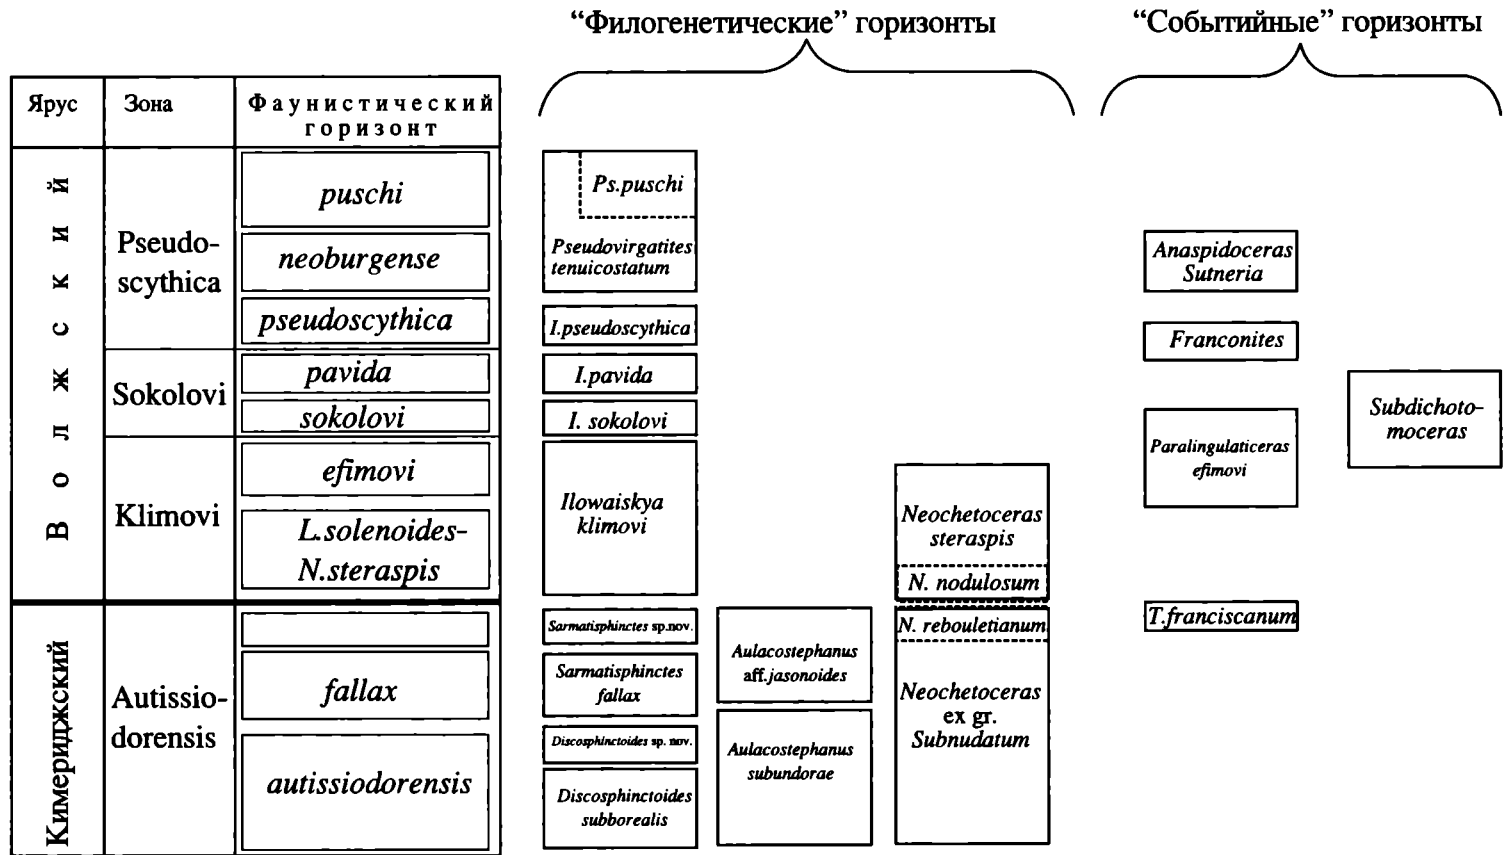 “Филогенетические” горизонты
“Событийные” горизонты
Ярус
Зона
Фаунистический
горизонт
Волжский
Pseudo-
scythica
puschi
neoburgense
pseudoscythica
Sokolovi
pavida
sokolovi
Klimovi
efimovi
L.solenoides-
N.steraspis
Кимериджский
Autissio-
dorensis
fallax
autissiodorensis
Ps.puschi
Pseudovirgatites
tenuicostatum
I.pseudoscythica
I.pavida
I. sokolovi
Ilowaiskya
klimovi
Sarmatisphinctes sp.nov.
Sarmatisphinctes
fallax
Discosphinctoides sp. nov.
Discosphinctoides
subborealis
Aulacostephanus
aff.jasonoides
Aulacostephanus
subundorae
Neochetoceras
steraspis
N. nodulosum
N. rebouletianum
Neochetoceras
ex gr.
Subnudatum
Anaspidoceras
Sutneria
Franconites
Paralingulaticeras
efimovi
T.franciscanum
Subdichoto-
moceras